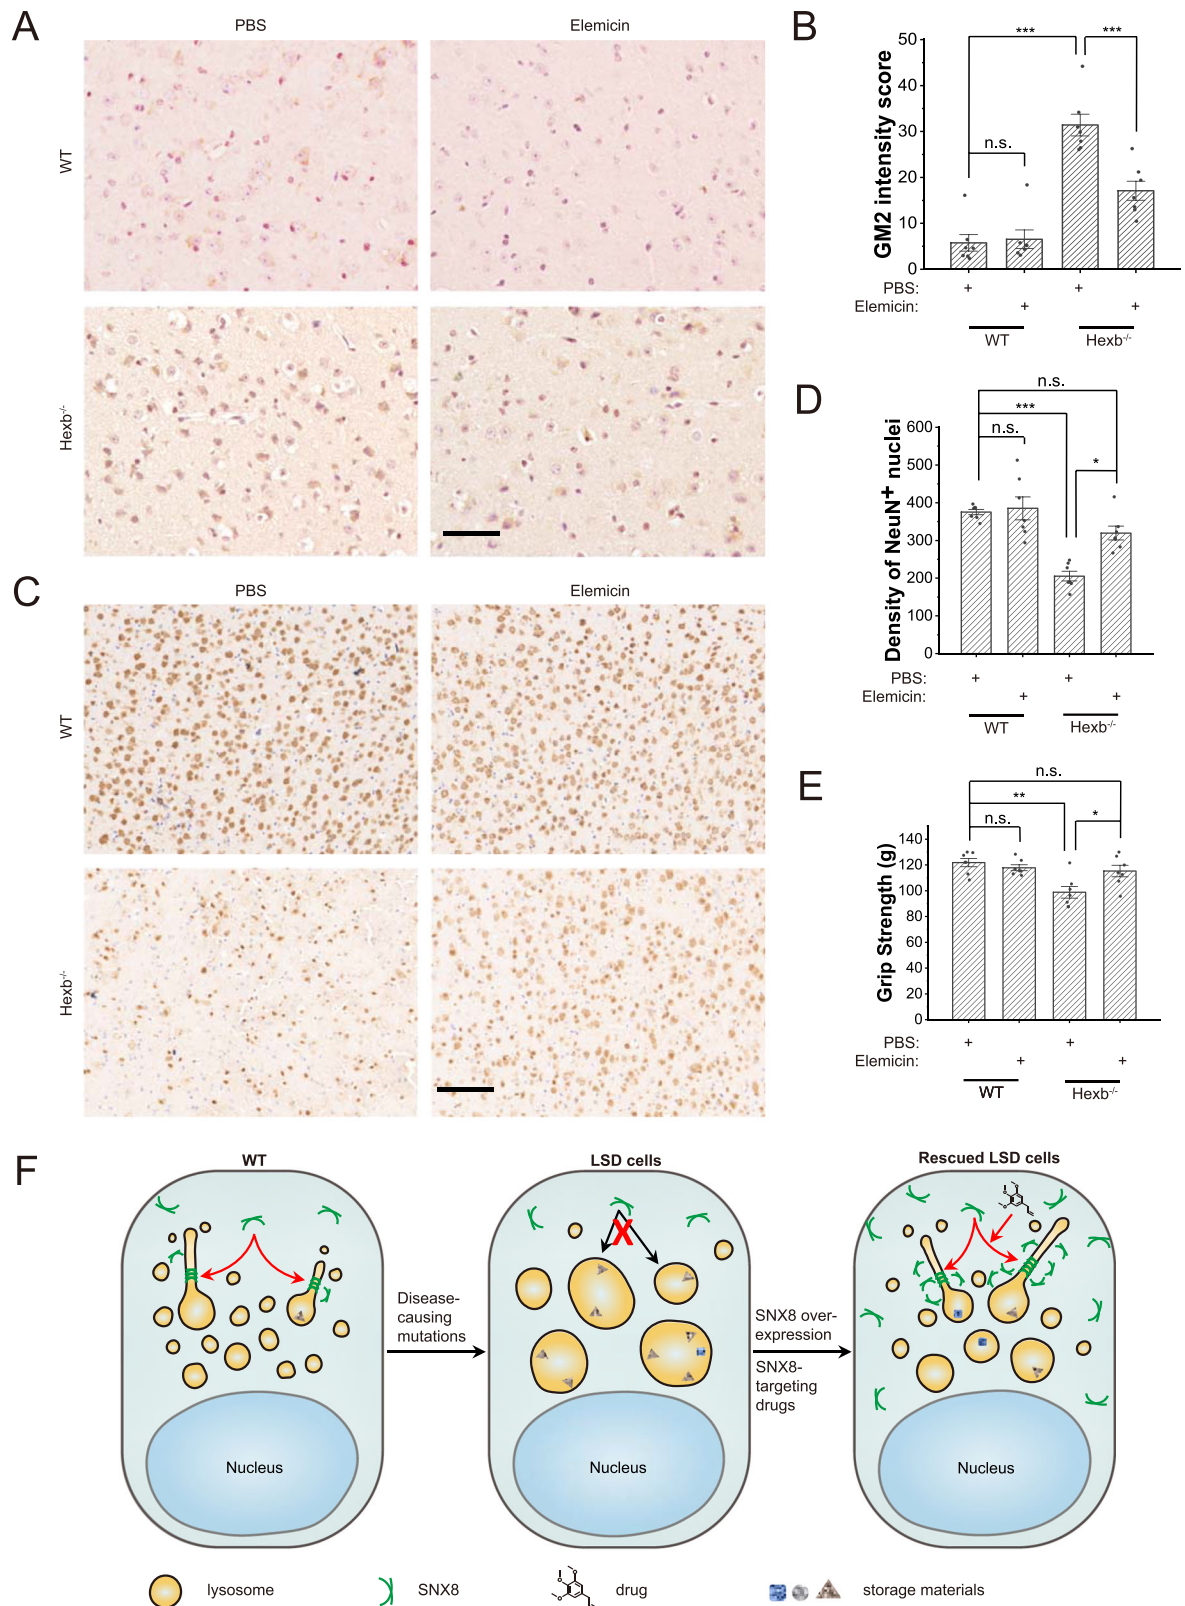 A
PBS
Elemicin
WT
Hexb-/-
B
GM2 intensity score
50
40
30
20
10
0
***
***
n.s.
PBS:
+
+
Elemicin:
+
+
WT
Hexb-/-
C
PBS
Elemicin
WT
Hexb-/-
D
Density of NeuN+ nuclei
600
500
400
300
200
100
0
n.s.
***
n.s.
*
PBS:
+
+
Elemicin:
+
+
WT
Hexb-/-
E
Grip Strength (g)
140
120
100
80
60
40
20
0
n.s.
**
n.s.
*
PBS:
+
+
Elemicin:
+
+
WT
Hexb-/-
F
WT
LSD cells
Rescued LSD cells
X
Disease-
causing
mutations
SNX8 over-
expression
SNX8-
targeting
drugs
Nucleus
Nucleus
Nucleus
lysosome
SNX8
drug
storage materials